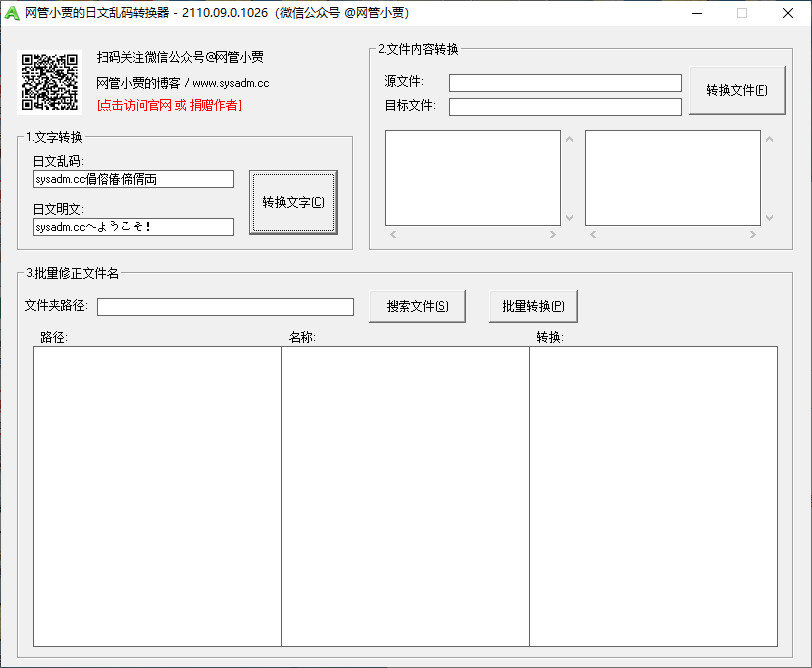 网管小贾的日文乱码转换器 - 2110.09.0.1026（微信公众号 @网管小贾）
扫码关注微信公众号@网管小贾
网管小贾的博客 / www.sysadm.cc
[点击访问官网 或 捐赠作者]
1.文字转换
日文乱码:
sysadm.cc傊傛偆偙偦両
日文明文:
sysadm.ccへようこそ！
转换文字(C)
2.文件内容转换
源文件:
目标文件:
转换文件(F)
3.批量修正文件名
文件夹路径:
搜索文件(S)
批量转换(P)
路径:
名称:
转换: